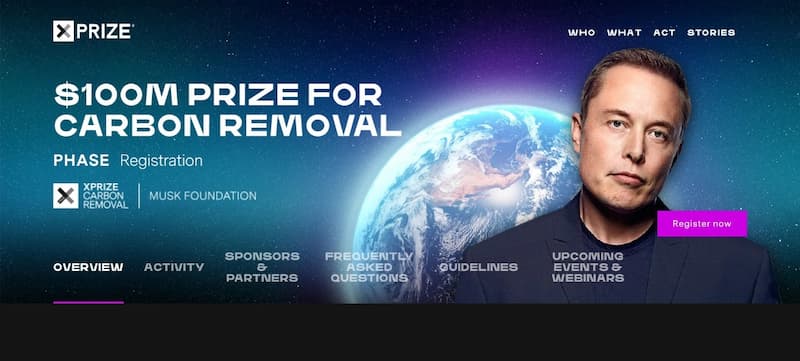 XPRIZE®
WHO WHAT ACT STORIES
$100M PRIZE FOR
CARBON REMOVAL
PHASE Registration
XPRIZE
CARBON
REMOVAL
MUSK FOUNDATION
Register now
OVERVIEW
ACTIVITY
SPONSORS
&
PARTNERS
FREQUENTLY
ASKED
QUESTIONS
GUIDELINES
UPCOMING
EVENTS &
WEBINARS